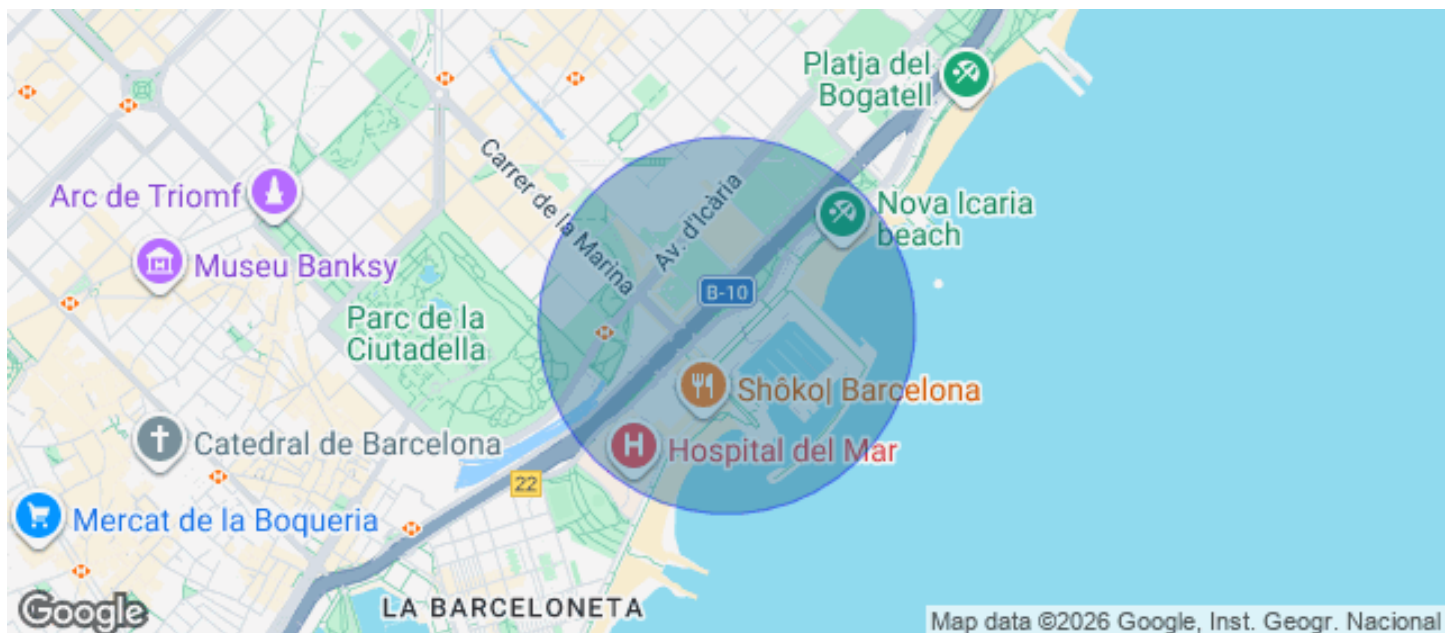 Platja del
Bogatell
Carrer de la Marina
Av. d'Icària
Arc de Triomf
Nova Icaria
beach
Museu Banksy
B-10
Parc de la
Ciutadella
Shôko| Barcelona
Catedral de Barcelona
Hospital del Mar
22
Mercat de la Boqueria
LA BARCELONETA
Google
Map data ©2026 Google, Inst. Geogr. Nacional